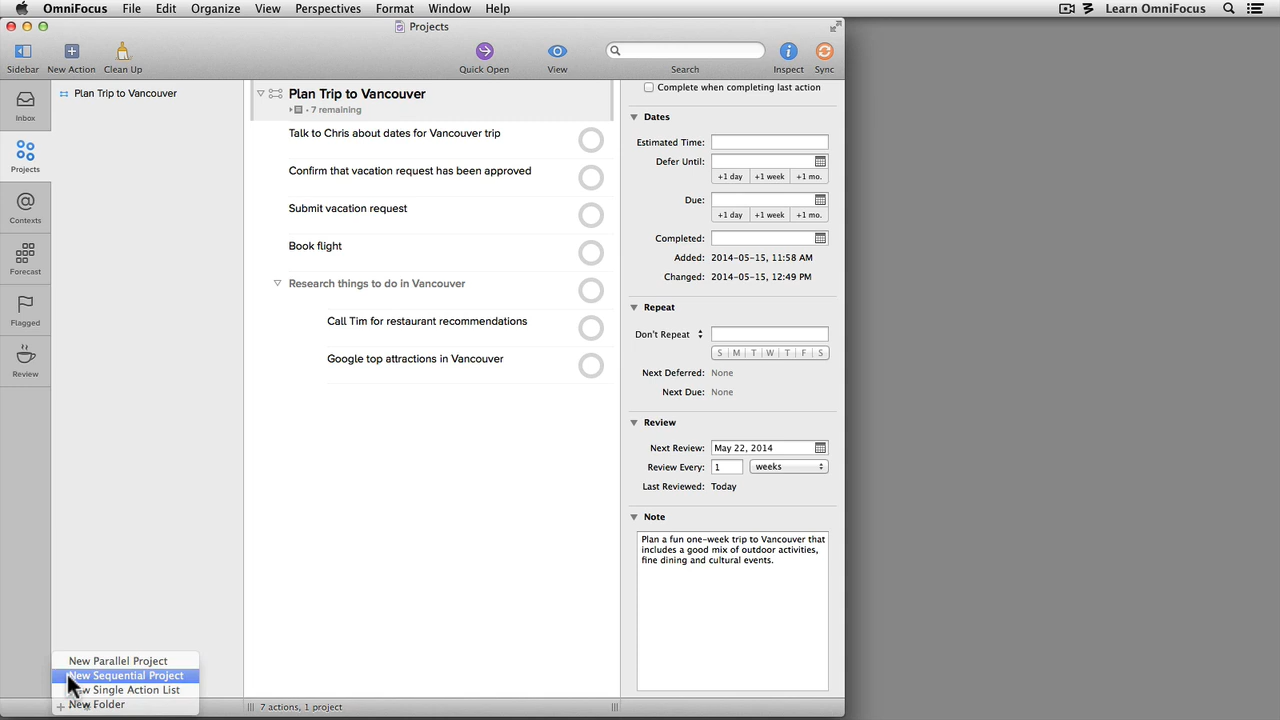 OmniFocus File Edit Organize View Perspectives Format Window Help Learn OmniFocus
Projects
Sidebar New Action Clean Up Quick Open View Search Inspect Sync
Inbox
Projects
Contexts
Forecast
Flagged
Review
Plan Trip to Vancouver
Plan Trip to Vancouver
7 remaining
Talk to Chris about dates for Vancouver trip
Confirm that vacation request has been approved
Submit vacation request
Book flight
Research things to do in Vancouver
Call Tim for restaurant recommendations
Google top attractions in Vancouver
Complete when completing last action
Dates
Estimated Time:
Defer Until:
+1 day +1 week +1 mo.
Due:
+1 day +1 week +1 mo.
Completed:
Added: 2014-05-15, 11:58 AM
Changed: 2014-05-15, 12:49 PM
Repeat
Don't Repeat
S M T W T F S
Next Deferred: None
Next Due: None
Review
Next Review: May 22, 2014
Review Every: 1 weeks
Last Reviewed: Today
Note
Plan a fun one-week trip to Vancouver that
includes a good mix of outdoor activities,
fine dining and cultural events.
New Parallel Project
New Sequential Project
Single Action List
New Folder
7 actions, 1 project